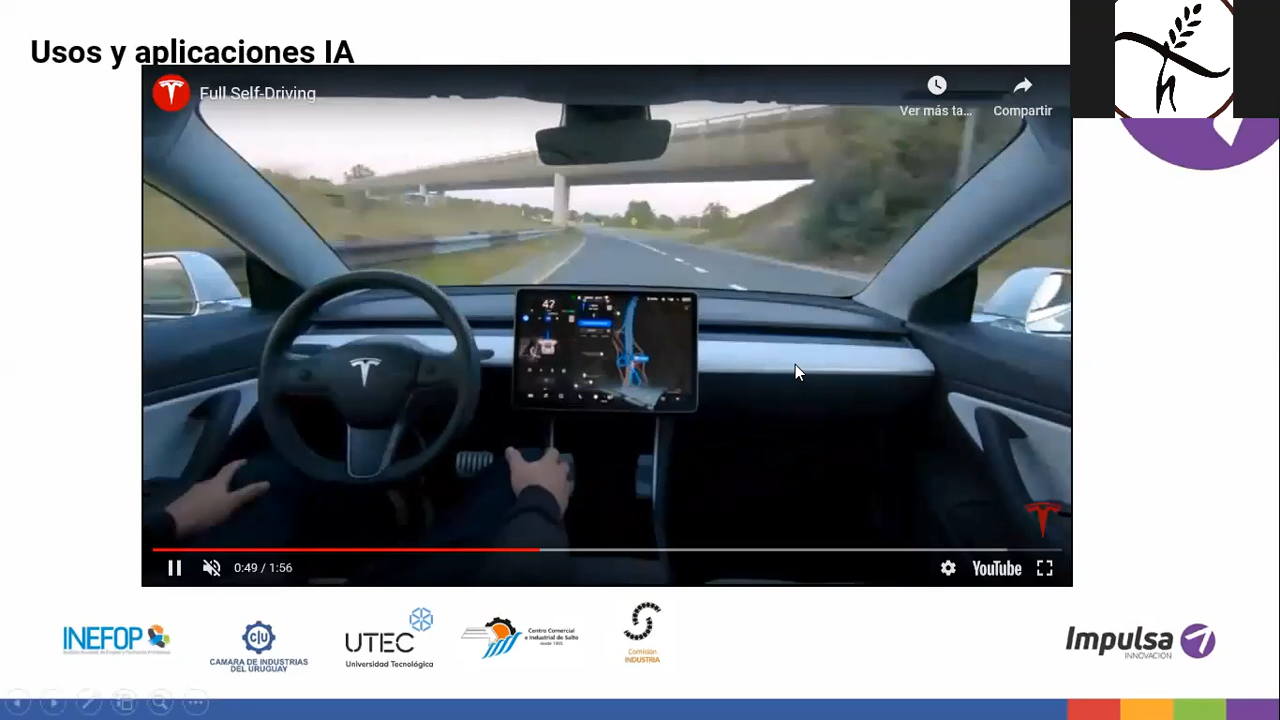 Usos y aplicaciones IA
Full Self-Driving
Ver más ta...
Compartir
47
0:49 / 1:56
YouTube
INEFOP
CAMARA DE INDUSTRIAS
DEL URUGUAY
CIU
UTEC
Universidad Tecnológica
Centro Comercial
e Industrial de Salto
Comisión
INDUSTRIA
Impulsa
INNOVACIÓN